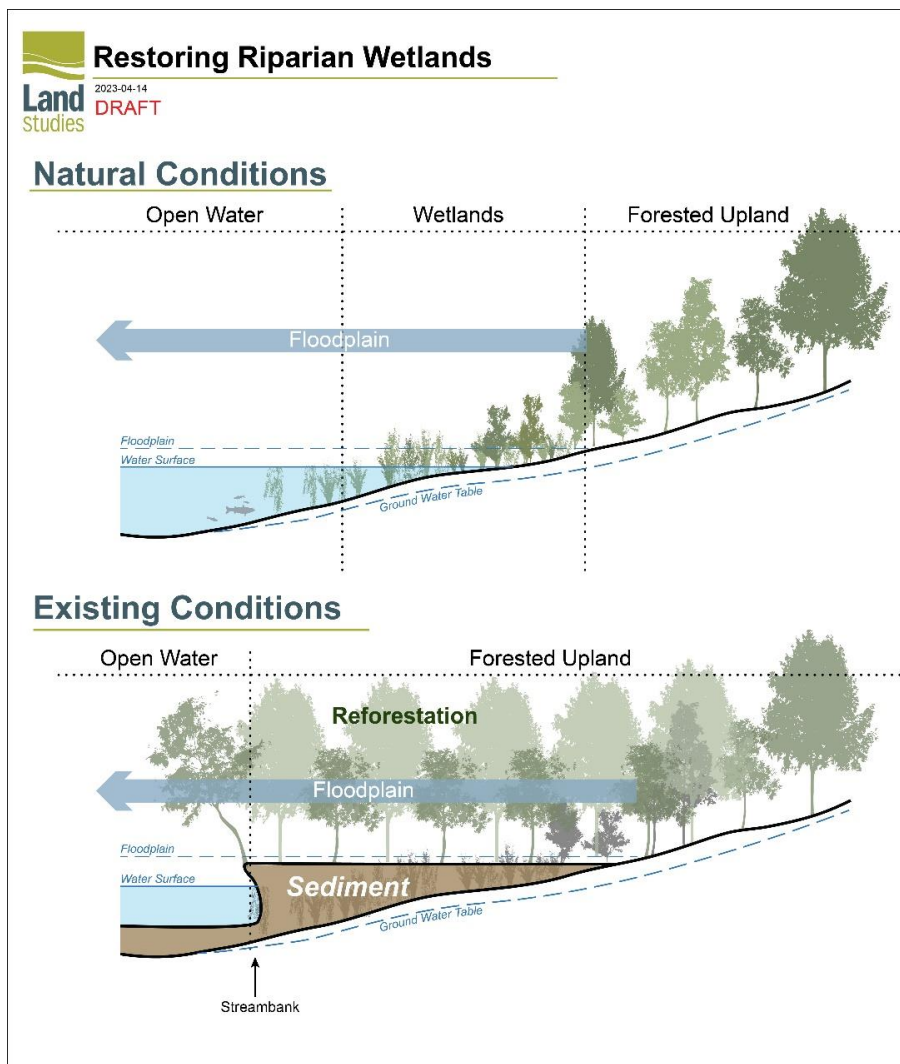 Restoring Riparian Wetlands
2023-04-14
DRAFT
Land
Studies
Natural Conditions
Open Water
Wetlands
Forested Upland
Floodplain
Floodplain
Water Surface
Ground Water Table
Existing Conditions
Open Water
Forested Upland
Reforestation
Floodplain
Floodplain
Water Surface
Sediment
Ground Water Table
Streambank